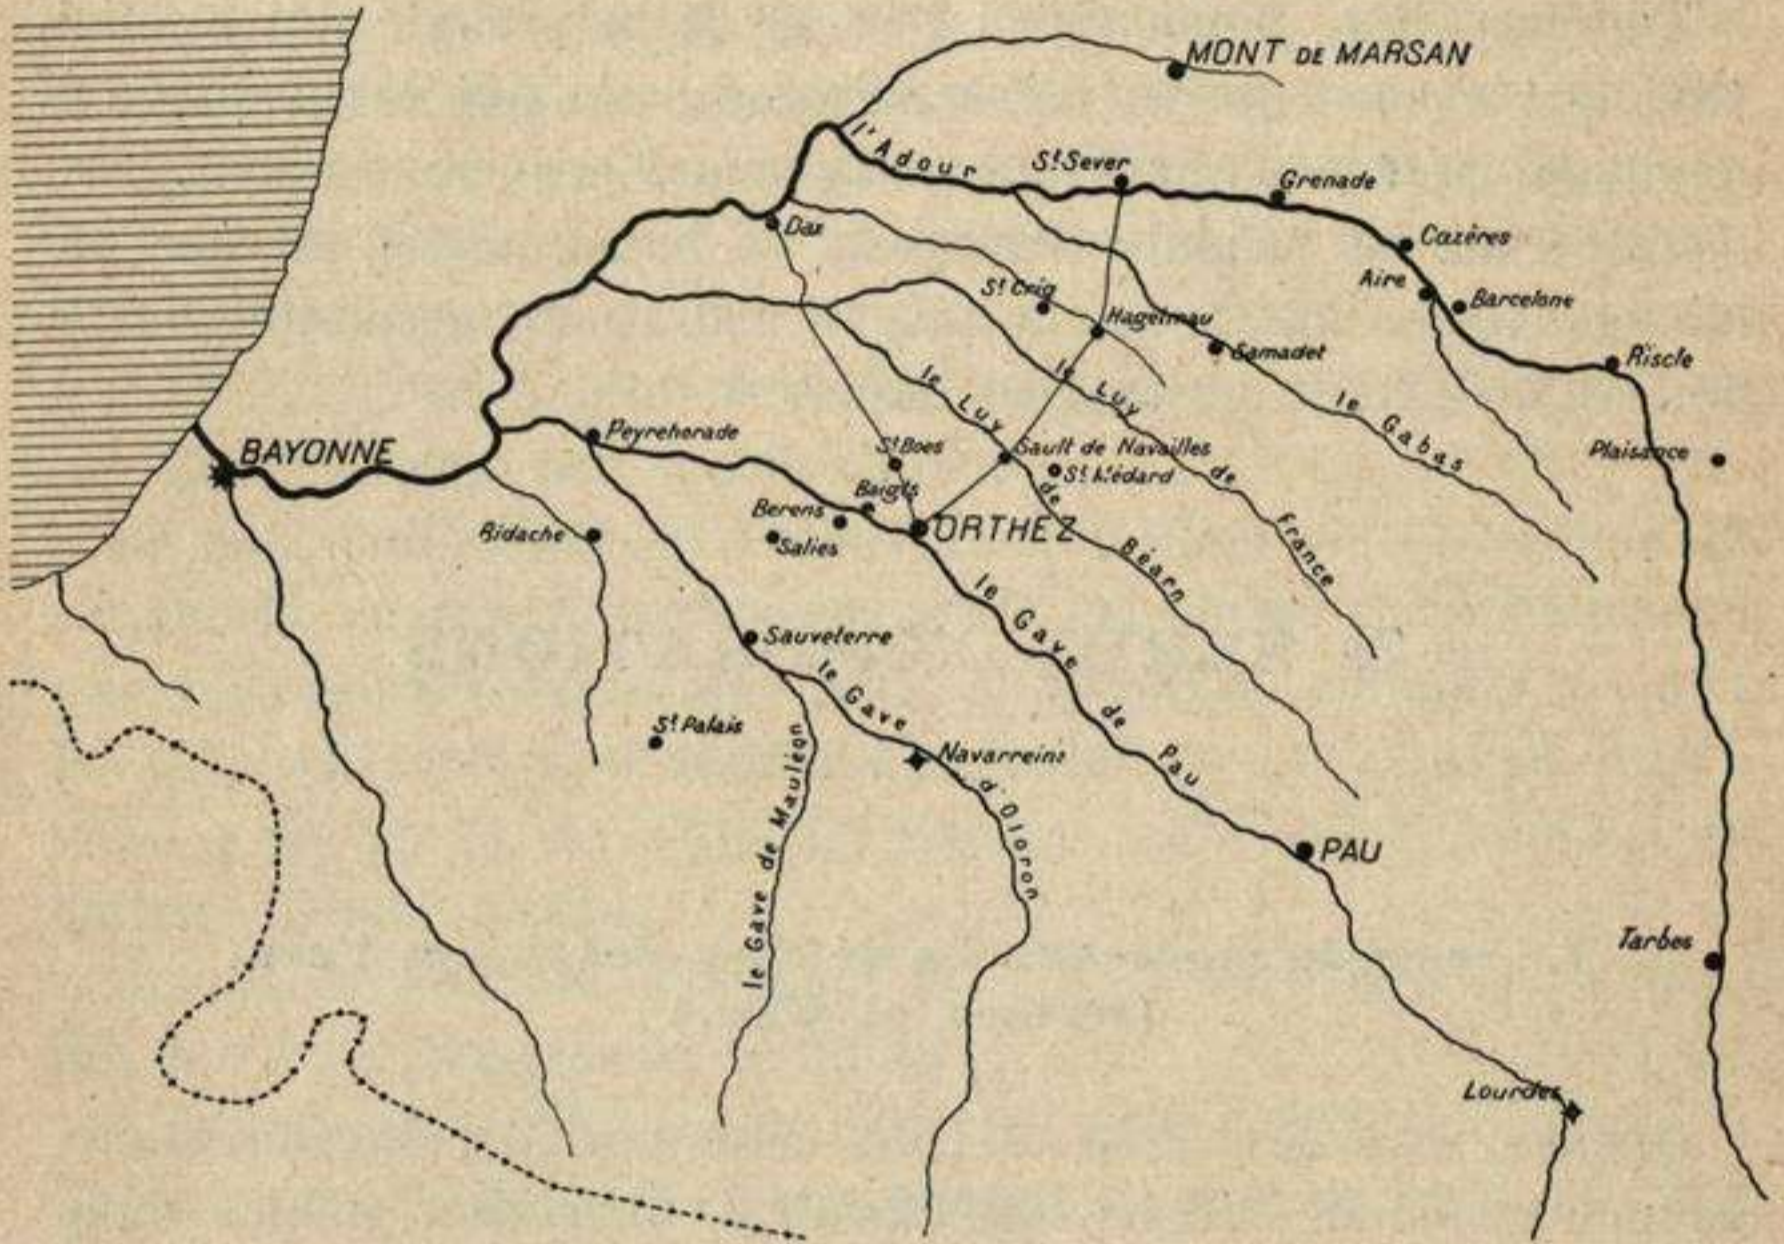 MONT DE MARSAN
l'Adour
St Sever
Grenade
Dax
Cazéres
Aire
Barcelone
St Criq
Hagetmau
Samadet
Riscle
le Luy de France
le Gabas
le Luy de Béarn
Peyrehorade
BAYONNE
St Boes
Sault de Navailles
St Médard
Plaisance
Baigts
Berens
ORTHEZ
Bidache
Salies
le Gave de Pau
Sauveterre
le Gave d'Oloron
St Palais
Navarreins
le Gave de Mauléon
PAU
Tarbes
Lourdes